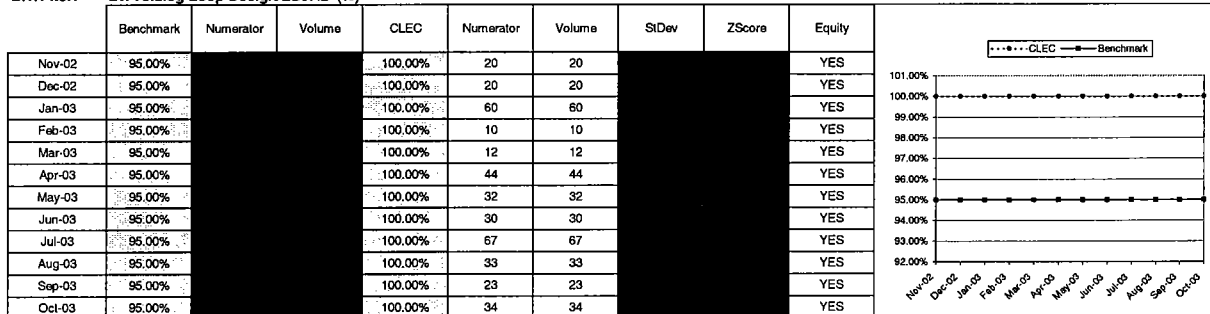 Benchmark Numerator Volume CLEC Numerator Volume StDev ZScore Equity
Nov-02 95.00% 100.00% 20 20 YES
Dec-02 95.00% 100.00% 20 20 YES
Jan-03 95.00% 100.00% 60 60 YES
Feb-03 95.00% 100.00% 10 10 YES
Mar-03 95.00% 100.00% 12 12 YES
Apr-03 95.00% 100.00% 44 44 YES
May-03 95.00% 100.00% 32 32 YES
Jun-03 95.00% 100.00% 30 30 YES
Jul-03 95.00% 100.00% 67 67 YES
Aug-03 95.00% 100.00% 33 33 YES
Sep-03 95.00% 100.00% 23 23 YES
Oct-03 95.00% 100.00% 34 34 YES
CLEC Benchmark
101.00%
100.00%
99.00%
98.00%
97.00%
96.00%
95.00%
94.00%
93.00%
92.00%
Nov-02 Dec-02 Jan-03 Feb-03 Mar-03 Apr-03 May-03 Jun-03 Jul-03 Aug-03 Sep-03 Oct-03